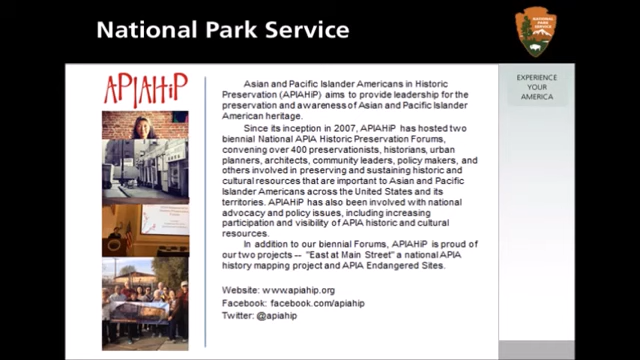 National Park Service
EXPERIENCE
YOUR
AMERICA
APIAHiP
Asian and Pacific Islander Americans in Historic
Preservation (APIAHiP) aims to provide leadership for the
preservation and awareness of Asian and Pacific Islander
American heritage.
Since its inception in 2007, APIAHiP has hosted two
biennial National APIA Historic Preservation Forums,
convening over 400 preservationists, historians, urban
planners, architects, community leaders, policy makers, and
others involved in preserving and sustaining historic and
cultural resources that are important to Asian and Pacific
Islander Americans across the United States and its
territories. APIAHiP has also been involved with national
advocacy and policy issues, including increasing
participation and visibility of APIA historic and cultural
resources.
In addition to our biennial Forums, APIAHiP is proud of
our two projects -- "East at Main Street" a national APIA
history mapping project and APIA Endangered Sites.
Website: www.apiahip.org
Facebook: facebook.com/apiahip
Twitter: @apiahip